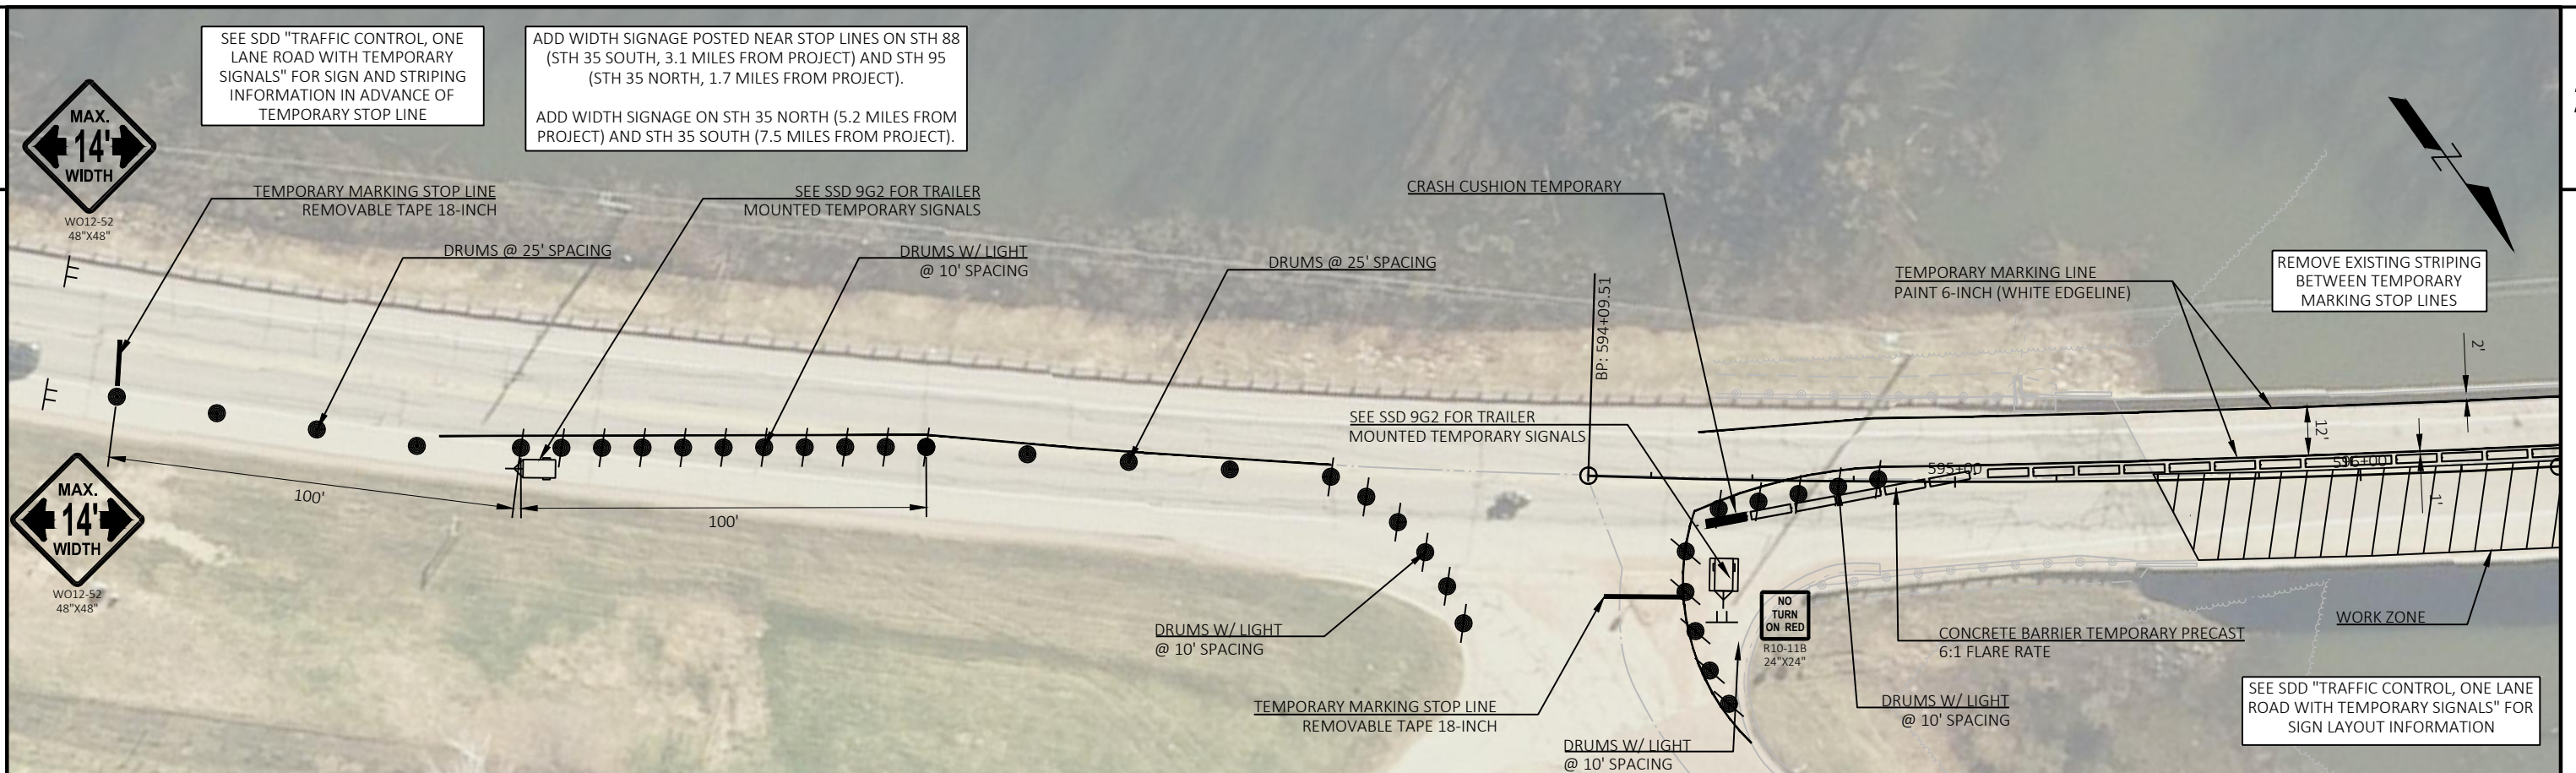 SEE SDD "TRAFFIC CONTROL, ONE
LANE ROAD WITH TEMPORARY
SIGNALS" FOR SIGN AND STRIPING
INFORMATION IN ADVANCE OF
TEMPORARY STOP LINE
ADD WIDTH SIGNAGE POSTED NEAR STOP LINES ON STH 88
(STH 35 SOUTH, 3.1 MILES FROM PROJECT) AND STH 95
(STH 35 NORTH, 1.7 MILES FROM PROJECT).
ADD WIDTH SIGNAGE ON STH 35 NORTH (5.2 MILES FROM
PROJECT) AND STH 35 SOUTH (7.5 MILES FROM PROJECT).
MAX.
14'
WIDTH
WO12-52
48"X48"
TEMPORARY MARKING STOP LINE
REMOVABLE TAPE 18-INCH
SEE SSD 9G2 FOR TRAILER
MOUNTED TEMPORARY SIGNALS
CRASH CUSHION TEMPORARY
DRUMS @ 25' SPACING
DRUMS W/ LIGHT
@ 10' SPACING
DRUMS @ 25' SPACING
BP: 594+09.51
TEMPORARY MARKING LINE
PAINT 6-INCH (WHITE EDGELINE)
REMOVE EXISTING STRIPING
BETWEEN TEMPORARY
MARKING STOP LINES
2'
12'
1'
SEE SSD 9G2 FOR TRAILER
MOUNTED TEMPORARY SIGNALS
595+00
596+00
100'
100'
MAX.
14'
WIDTH
WO12-52
48"X48"
DRUMS W/ LIGHT
@ 10' SPACING
NO
TURN
ON RED
R10-11B
24"X24"
CONCRETE BARRIER TEMPORARY PRECAST
6:1 FLARE RATE
WORK ZONE
TEMPORARY MARKING STOP LINE
REMOVABLE TAPE 18-INCH
DRUMS W/ LIGHT
@ 10' SPACING
DRUMS W/ LIGHT
@ 10' SPACING
SEE SDD "TRAFFIC CONTROL, ONE LANE
ROAD WITH TEMPORARY SIGNALS" FOR
SIGN LAYOUT INFORMATION